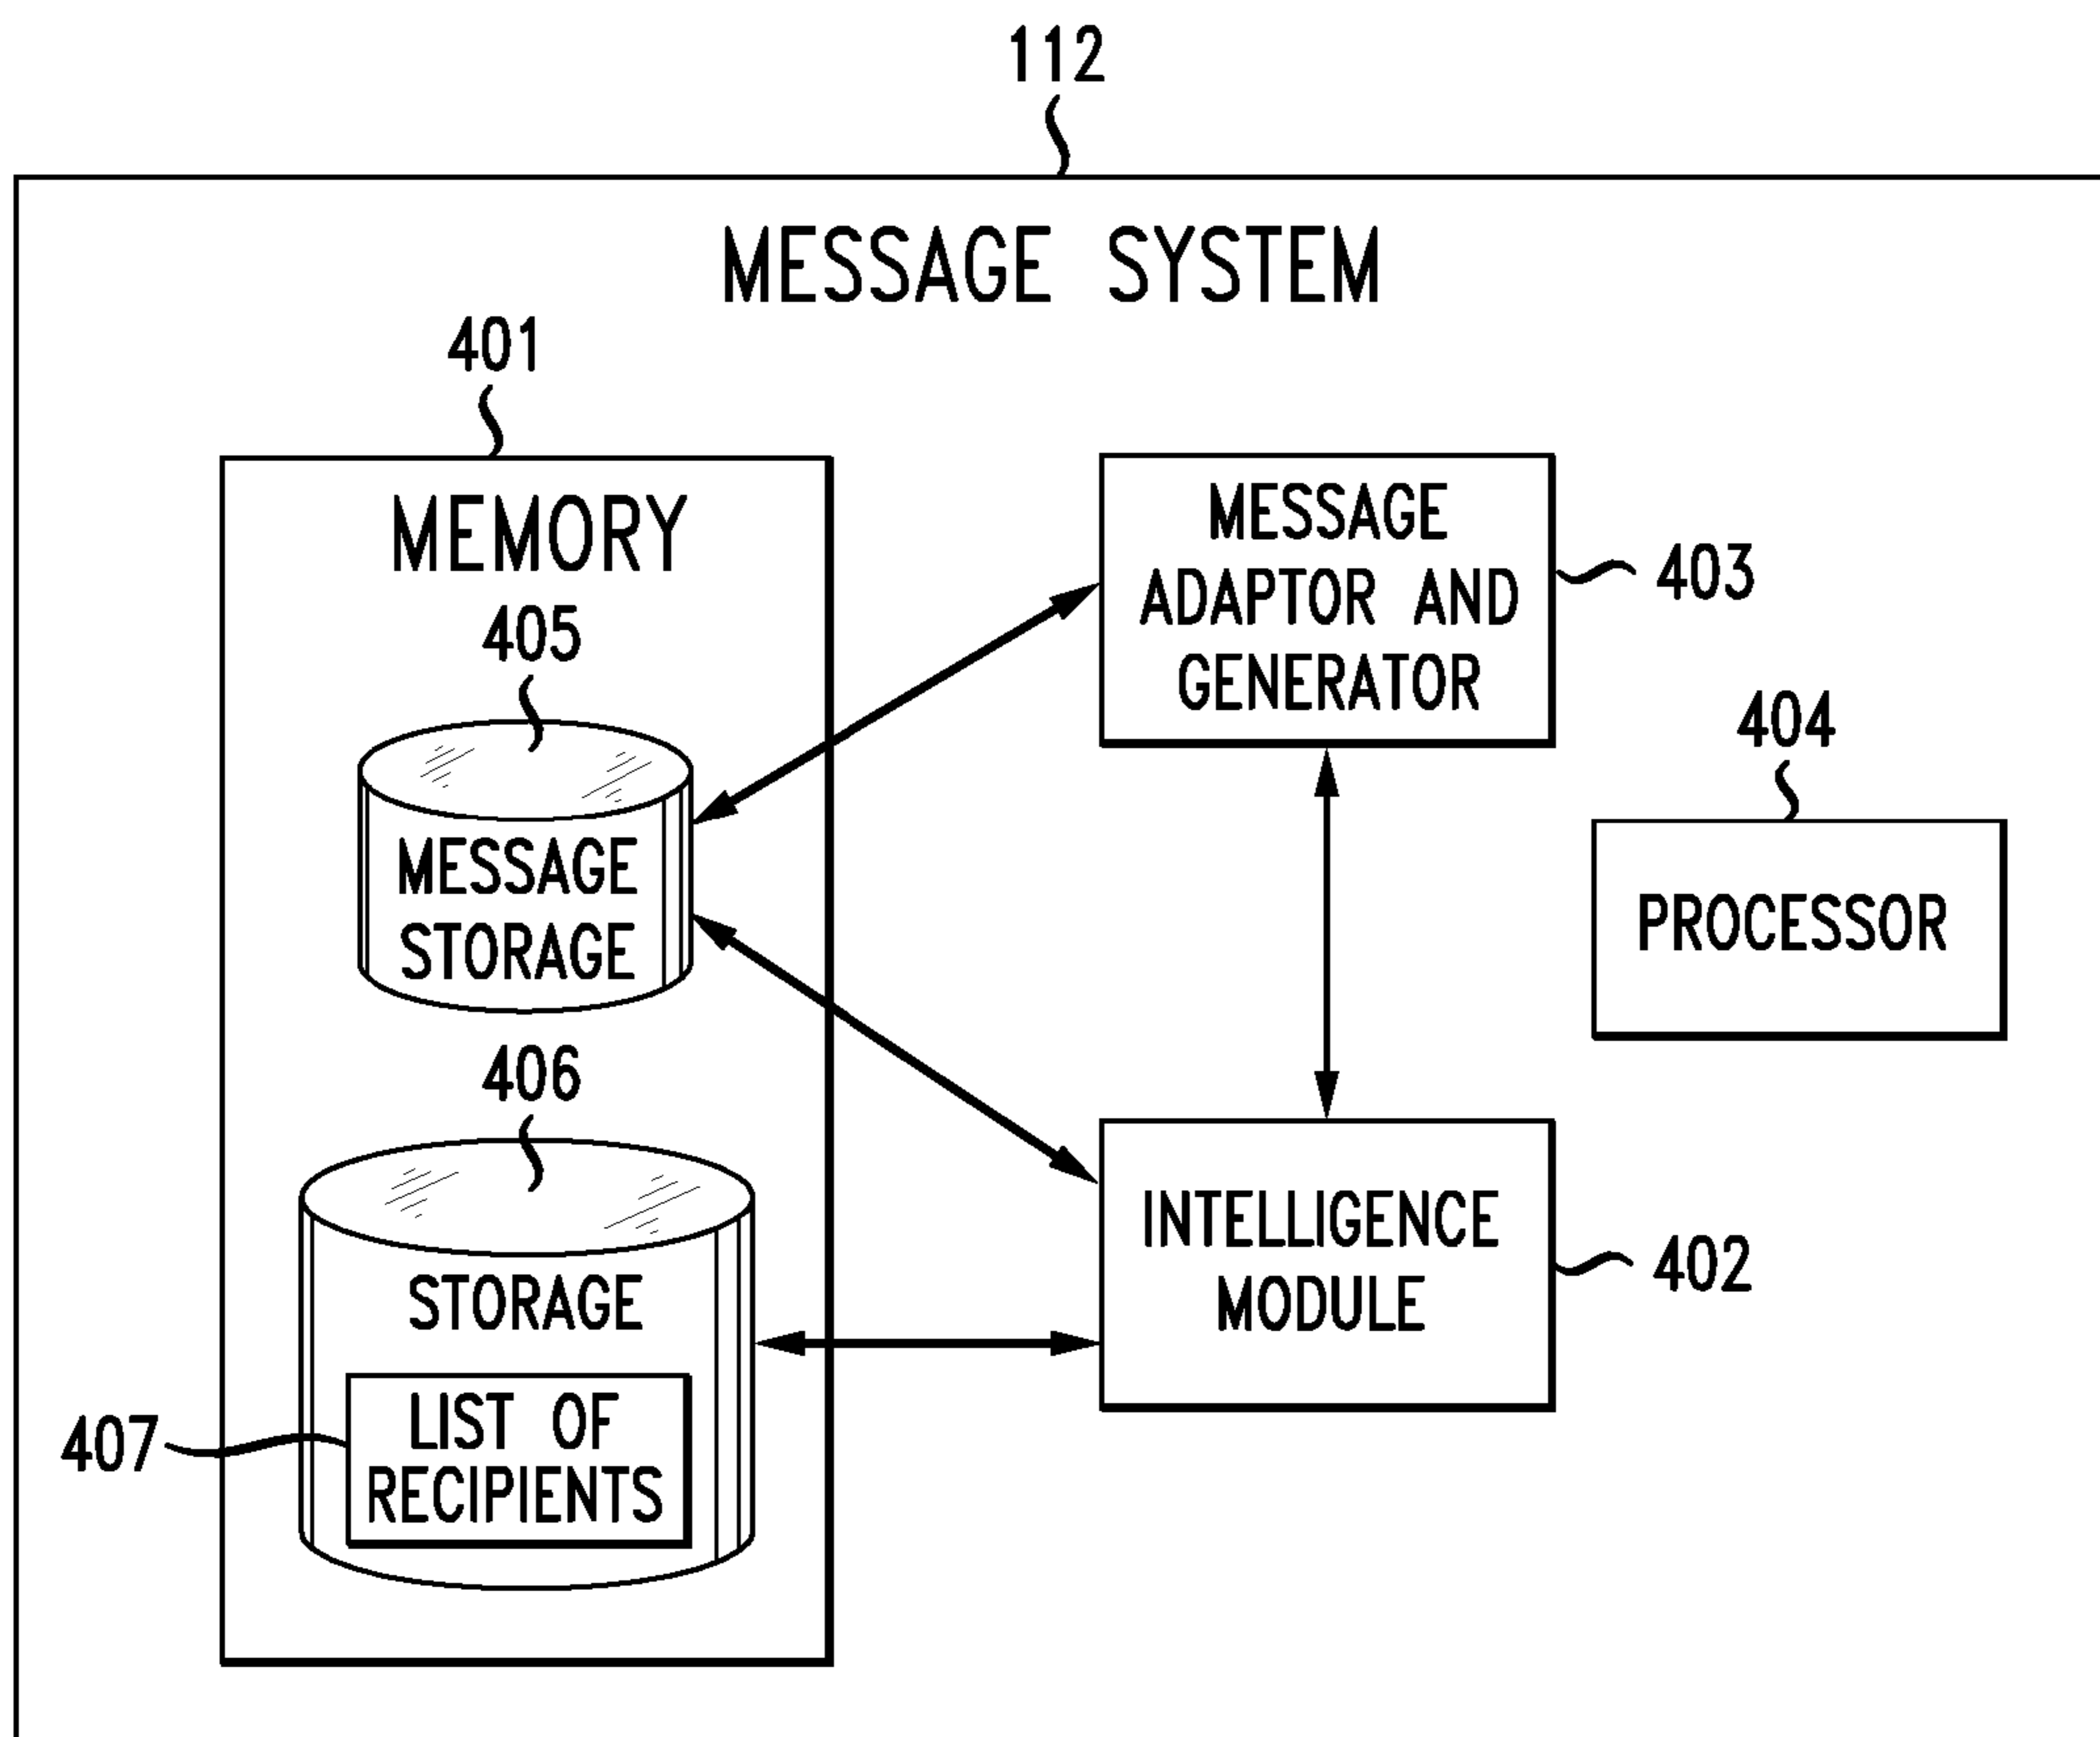 112
MESSAGE SYSTEM
401
MEMORY
405
MESSAGE
STORAGE
406
STORAGE
407
LIST OF
RECIPIENTS
MESSAGE
ADAPTOR AND
GENERATOR
403
404
PROCESSOR
INTELLIGENCE
MODULE
402